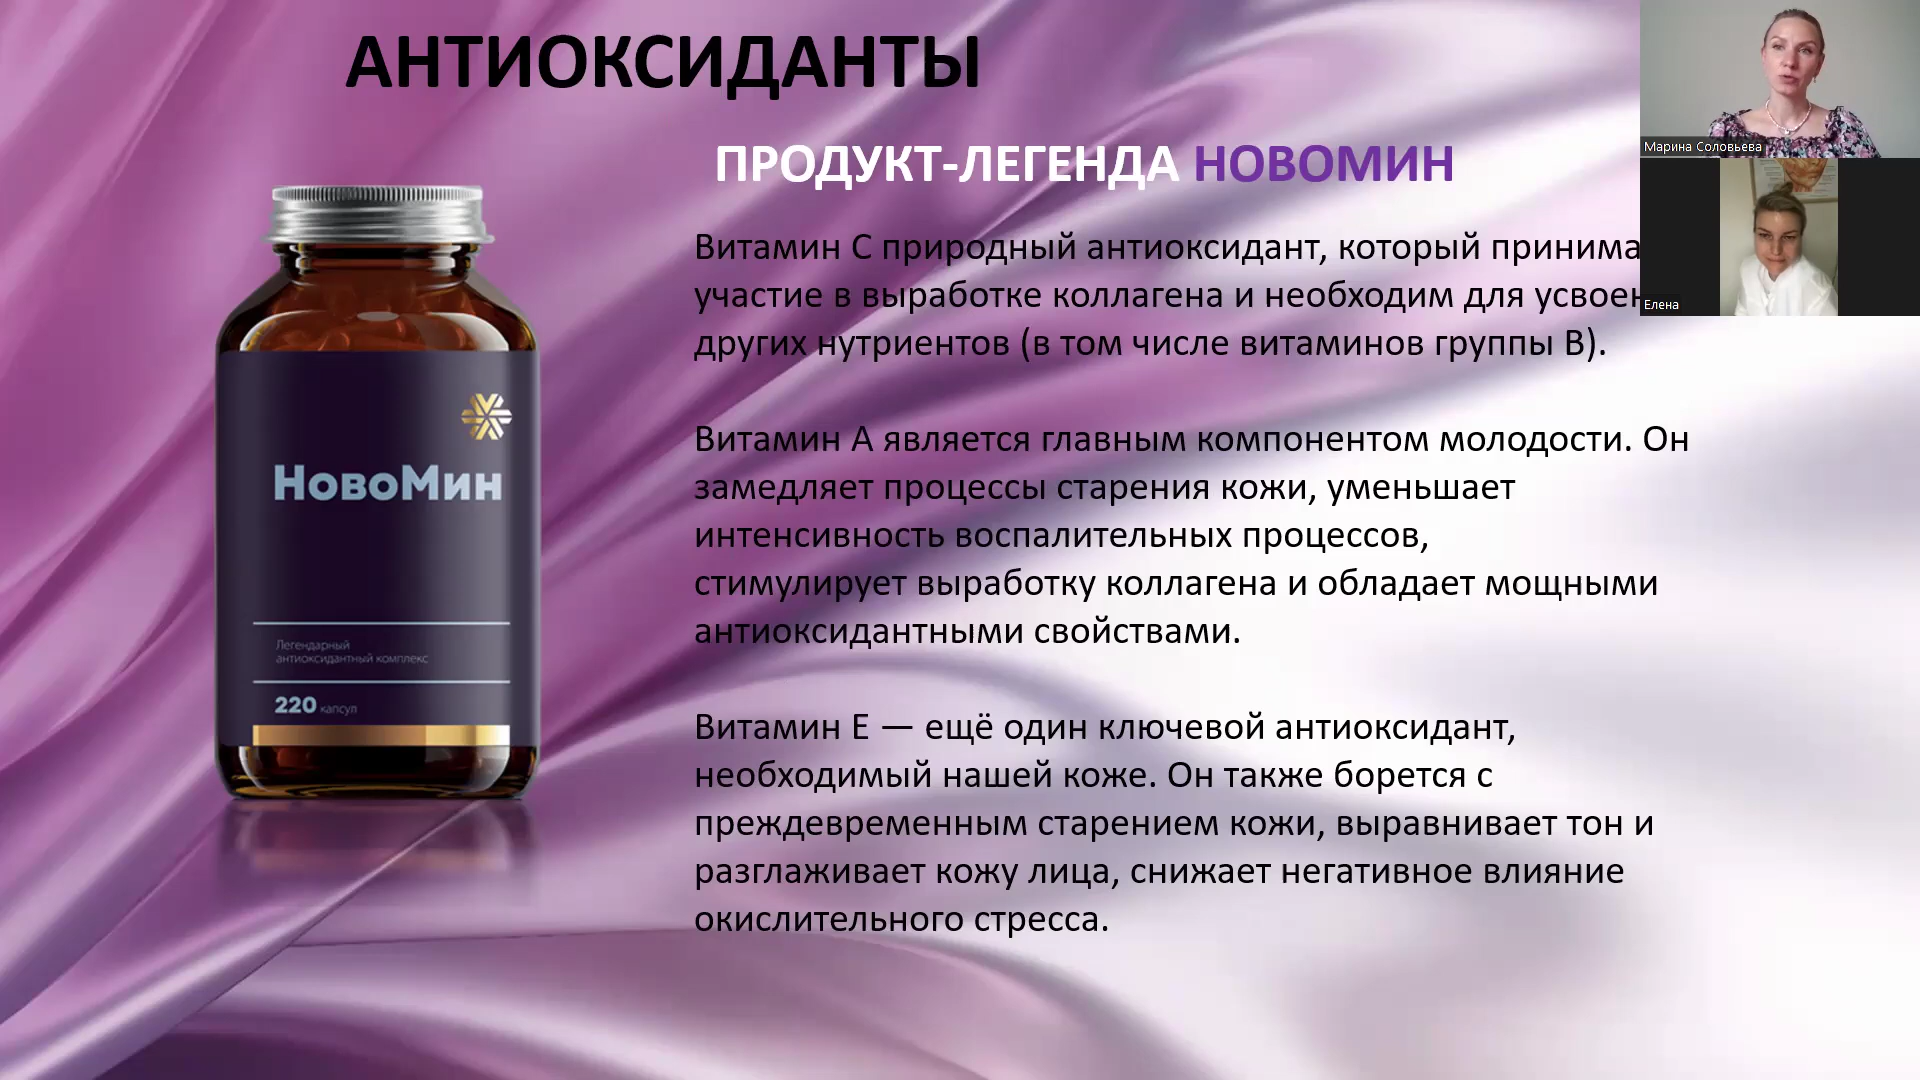 АНТИОКСИДАНТЫ
ПРОДУКТ-ЛЕГЕНДА НОВОМИН
Витамин С природный антиоксидант, который
участие в выработке коллагена и необходим для
других нутриентов (в том числе витаминов группы В).
Витамин А является главным компонентом молодости. Он
замедляет процессы старения кожи, уменьшает
интенсивность воспалительных процессов,
стимулирует выработку коллагена и обладает мощными
антиоксидантными свойствами.
Витамин Е — ещё один ключевой антиоксидант,
необходимый нашей коже. Он также борется с
преждевременным старением кожи, выравнивает тон и
разглаживает кожу лица, снижает негативное влияние
окислительного стресса.
НовоМин
Легендарный
антиоксидантный комплекс
220 капсул
Марина Соловьева
Елена